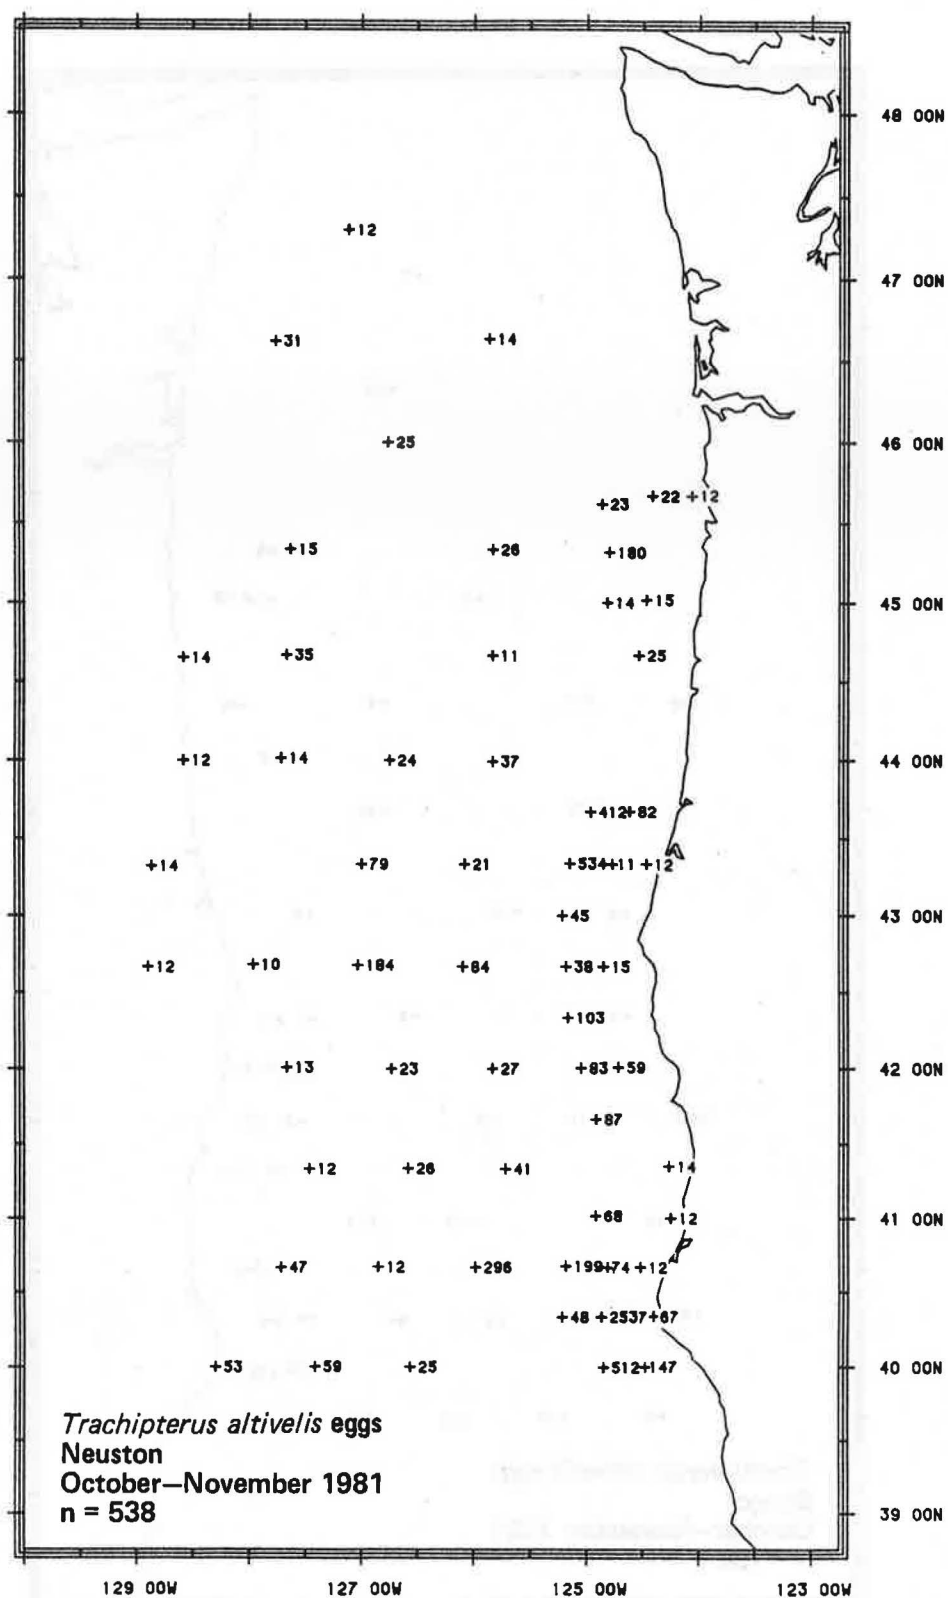 48 00N
+12
47 00N
+31 +14
+25 46 00N
+23 +22 +12
+15 +26 +180
+14 +15 45 00N
+14 +35 +11 +25
+12 +14 +24 +37 44 00N
+412+82
+14 +79 +21 +534+11 +12
+45 43 00N
+12 +10 +184 +84 +38 +15
+103
+13 +23 +27 +83 +59 42 00N
+87
+12 +26 +41 +14
+68 +12 41 00N
+47 +12 +296 +199+74 +12
+48 +2537+67
+53 +59 +25 +512+147 40 00N
Trachipterus altivelis eggs
Neuston
October—November 1981
n = 538
39 00N
129 00W 127 00W 125 00W 123 00W